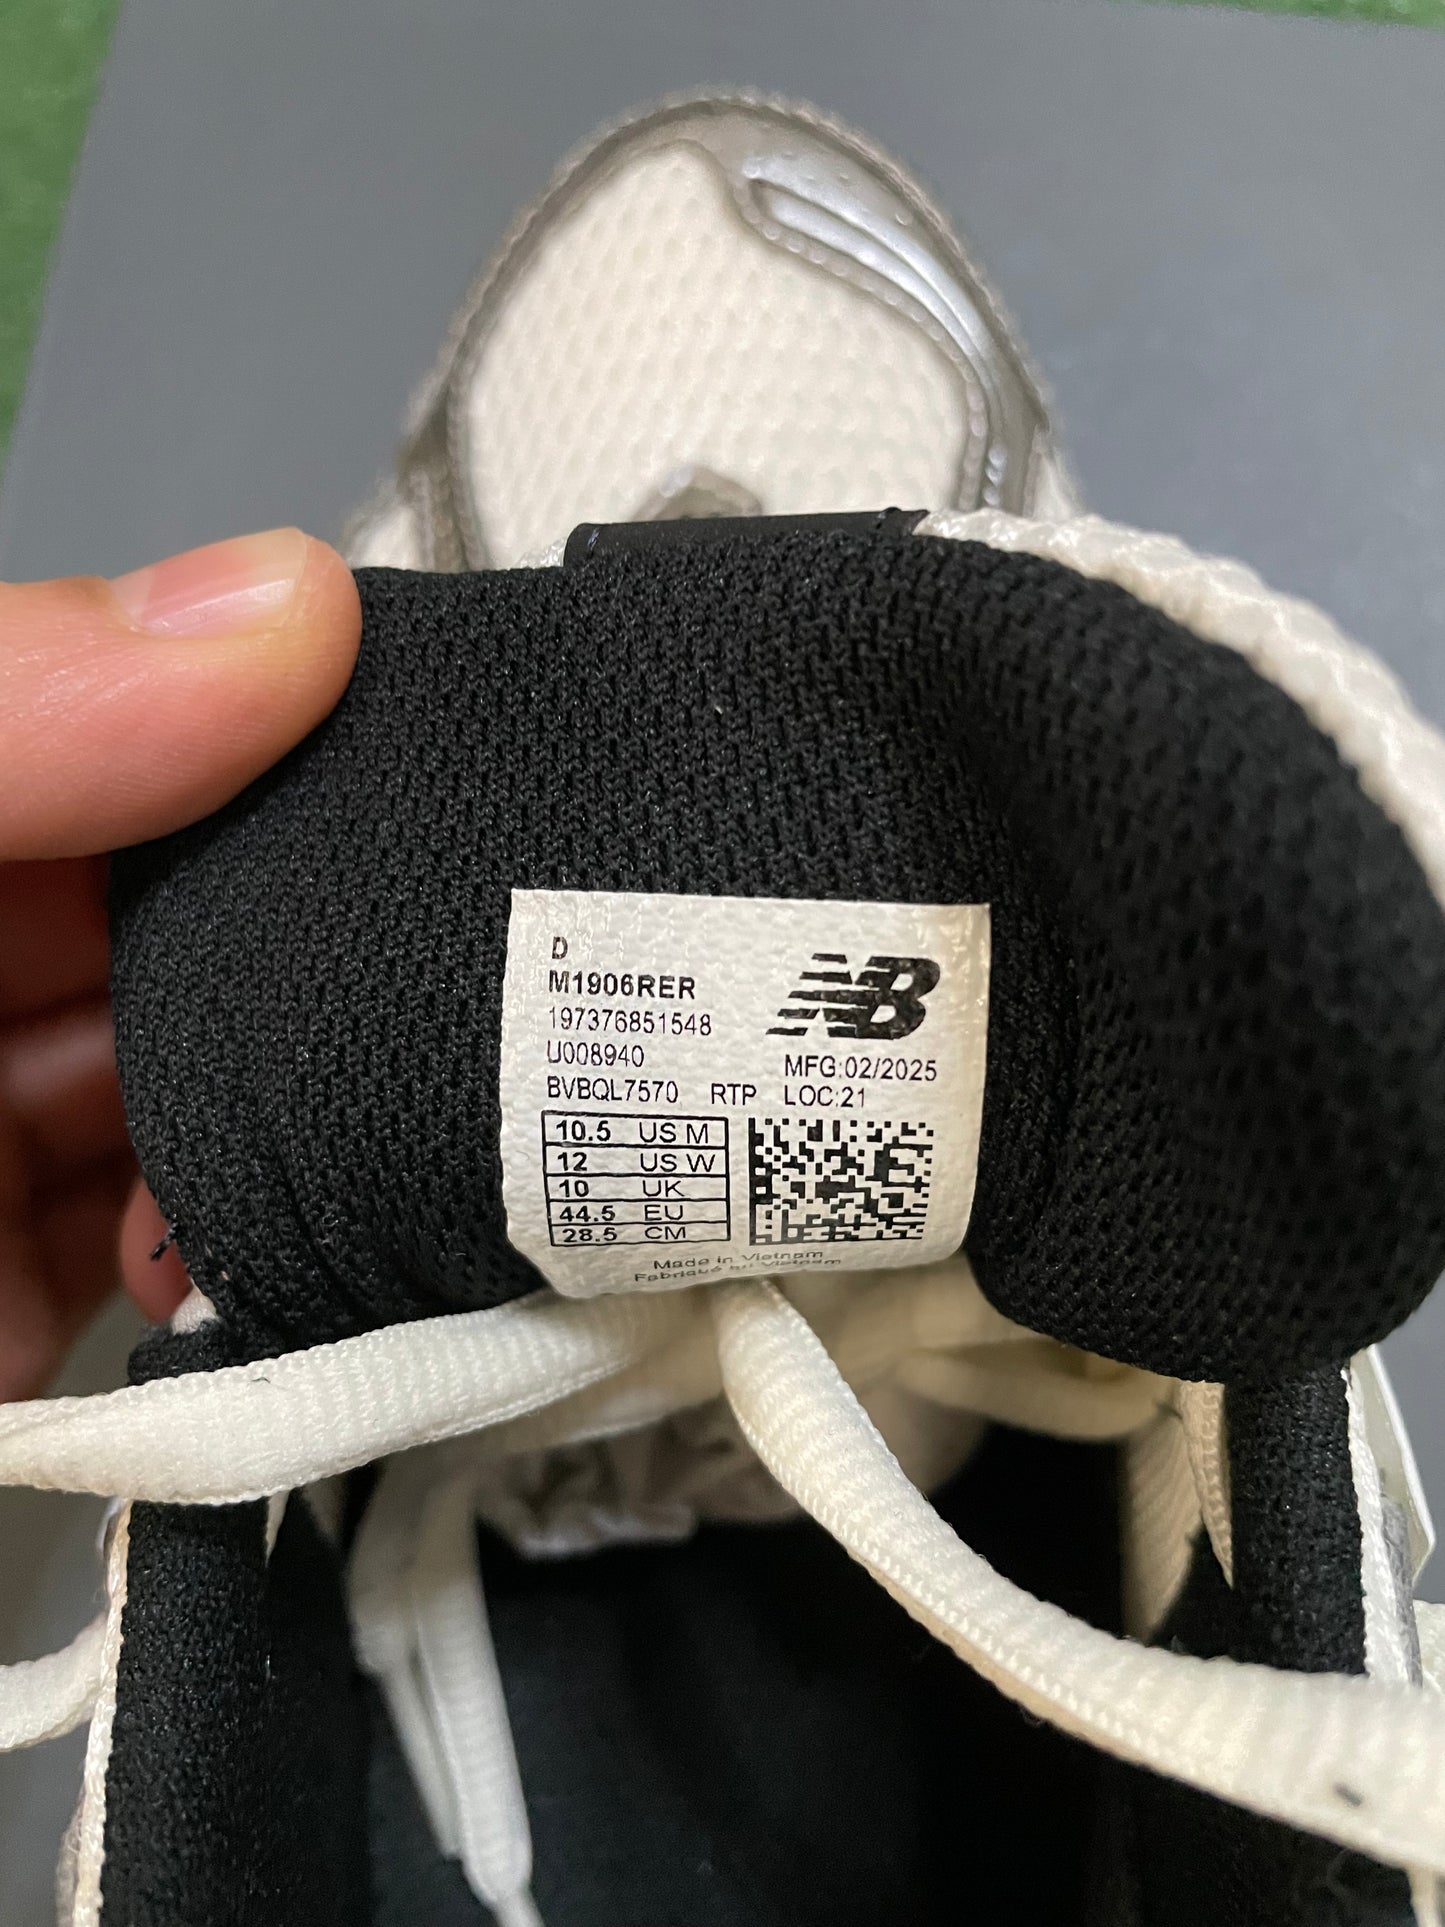 D
M1906RER
197376851548
U008940
MFG:02/2025
BVBQL7570 RTP LOC:21
10.5 US M
12 US W
10 UK
44.5 EU
28.5 CM
Made in Vietnam
Fabriqué au Vietnam
NB